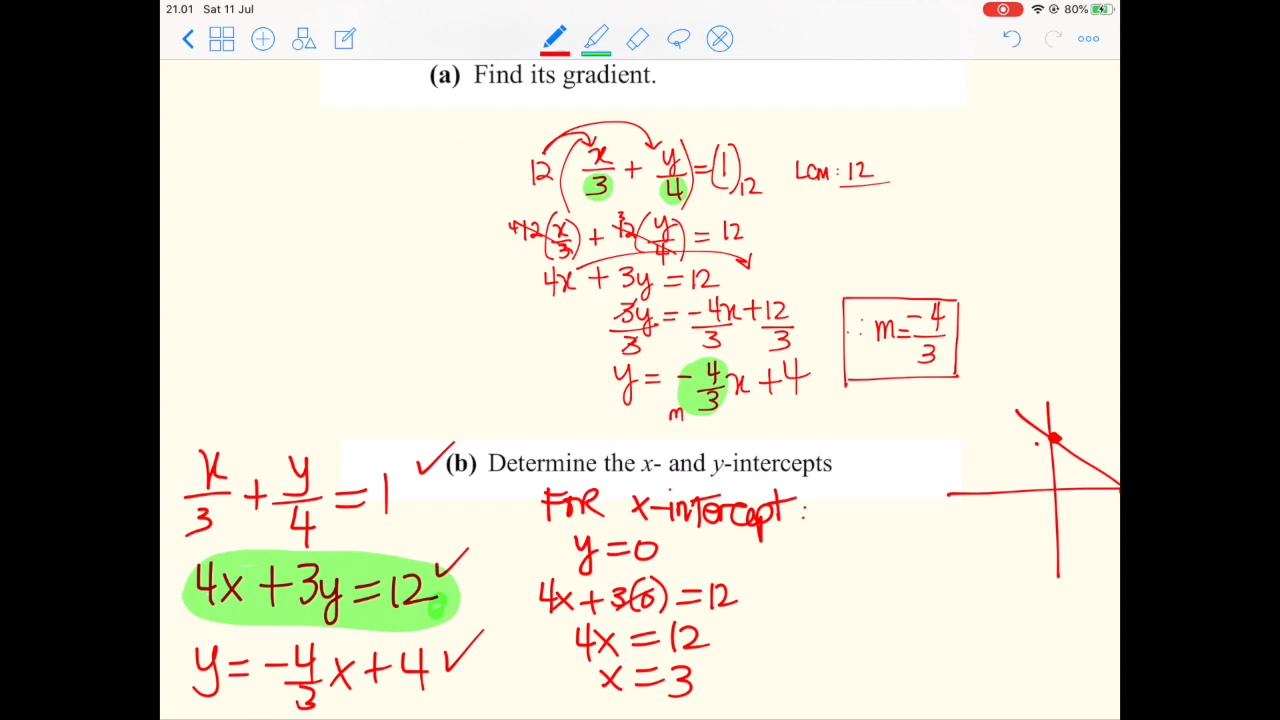 21.01 Sat 11 Jul 80%
(a) Find its gradient.
12 ( x/3 + y/4 ) = (1) 12 LCM : 12
4 12 (x/3) + 3 12 (y/4) = 12
4x + 3y = 12
3y/3 = -4x/3 + 12/3
y = -4/3 x + 4
m
∴ m = -4/3
(b) Determine the x- and y-intercepts
x/3 + y/4 = 1 ✓
4x + 3y = 12 ✓
y = -4/3 x + 4 ✓
FOR x-intercept :
y = 0
4x + 3(0) = 12
4x = 12
x = 3